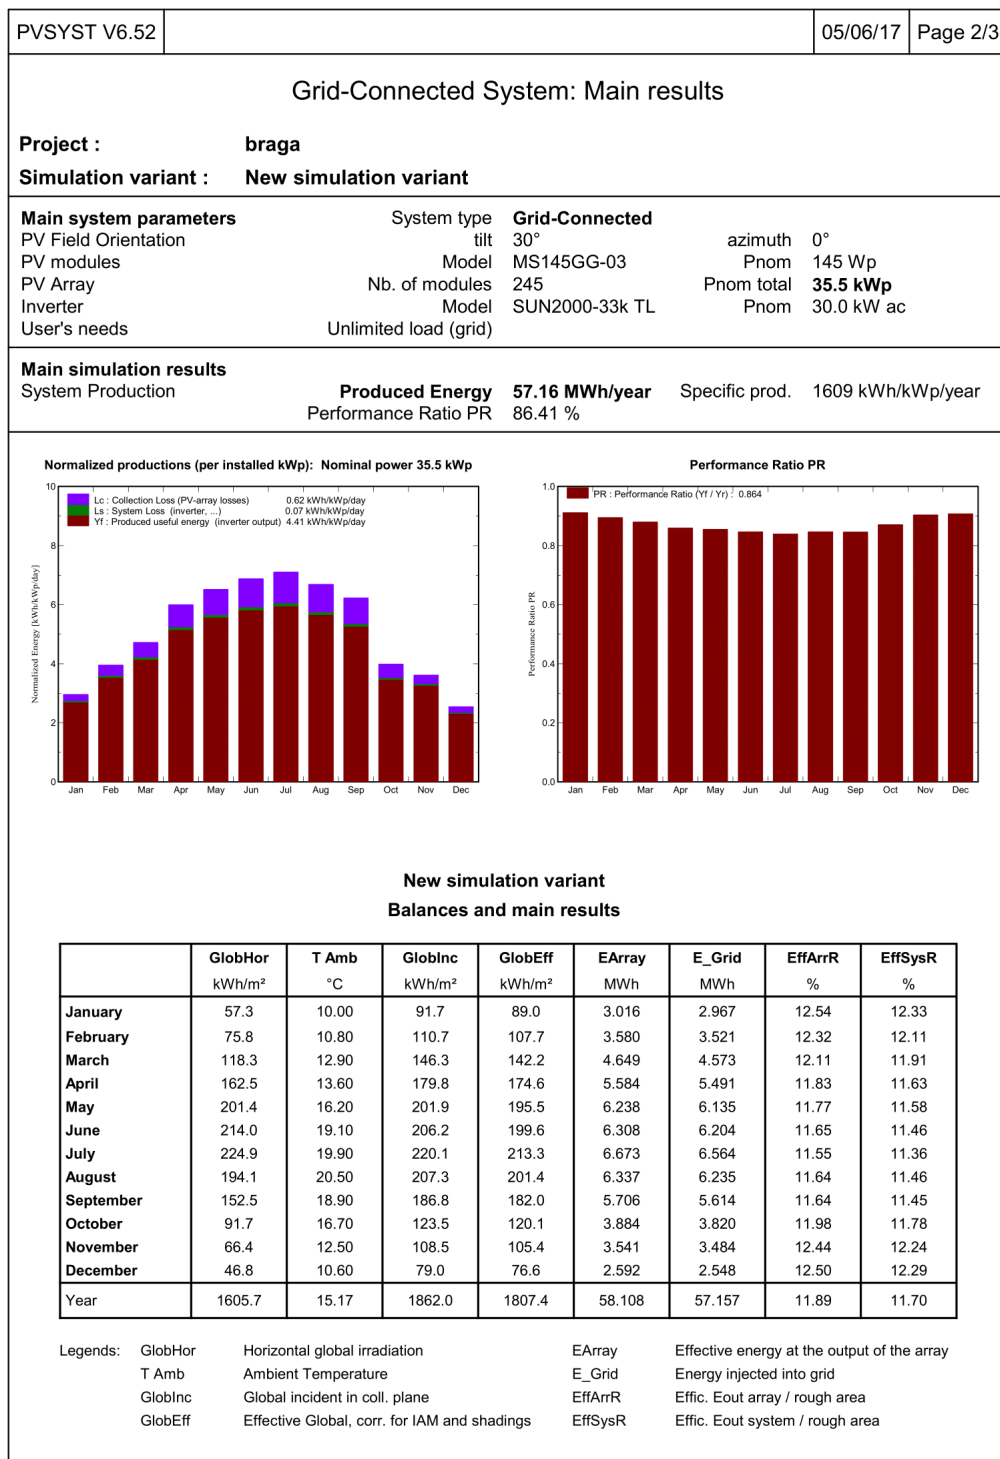 PVSYST V6.52 05/06/17 Page 2/3
Grid-Connected System: Main results
Project : braga
Simulation variant : New simulation variant
Main system parameters System type Grid-Connected
PV Field Orientation tilt 30° azimuth 0°
PV modules Model MS145GG-03 Pnom 145 Wp
PV Array Nb. of modules 245 Pnom total 35.5 kWp
Inverter Model SUN2000-33k TL Pnom 30.0 kW ac
User's needs Unlimited load (grid)
Main simulation results
System Production Produced Energy 57.16 MWh/year Specific prod. 1609 kWh/kWp/year
Performance Ratio PR 86.41 %
Normalized productions (per installed kWp): Nominal power 35.5 kWp
Lc : Collection Loss (PV-array losses) 0.62 kWh/kWp/day
Ls : System Loss (inverter, ...) 0.07 kWh/kWp/day
Yf : Produced useful energy (inverter output) 4.41 kWh/kWp/day
Normalized Energy [kWh/kWp/day]
10
8
6
4
2
0
Jan Feb Mar Apr May Jun Jul Aug Sep Oct Nov Dec
Performance Ratio PR
PR : Performance Ratio (Yf / Yr) : 0.864
Performance Ratio PR
1.0
0.8
0.6
0.4
0.2
0.0
Jan Feb Mar Apr May Jun Jul Aug Sep Oct Nov Dec
New simulation variant
Balances and main results
GlobHor T Amb GlobInc GlobEff EArray E_Grid EffArrR EffSysR
kWh/m² °C kWh/m² kWh/m² MWh MWh % %
January 57.3 10.00 91.7 89.0 3.016 2.967 12.54 12.33
February 75.8 10.80 110.7 107.7 3.580 3.521 12.32 12.11
March 118.3 12.90 146.3 142.2 4.649 4.573 12.11 11.91
April 162.5 13.60 179.8 174.6 5.584 5.491 11.83 11.63
May 201.4 16.20 201.9 195.5 6.238 6.135 11.77 11.58
June 214.0 19.10 206.2 199.6 6.308 6.204 11.65 11.46
July 224.9 19.90 220.1 213.3 6.673 6.564 11.55 11.36
August 194.1 20.50 207.3 201.4 6.337 6.235 11.64 11.46
September 152.5 18.90 186.8 182.0 5.706 5.614 11.64 11.45
October 91.7 16.70 123.5 120.1 3.884 3.820 11.98 11.78
November 66.4 12.50 108.5 105.4 3.541 3.484 12.44 12.24
December 46.8 10.60 79.0 76.6 2.592 2.548 12.50 12.29
Year 1605.7 15.17 1862.0 1807.4 58.108 57.157 11.89 11.70
Legends: GlobHor Horizontal global irradiation EArray Effective energy at the output of the array
T Amb Ambient Temperature E_Grid Energy injected into grid
GlobInc Global incident in coll. plane EffArrR Effic. Eout array / rough area
GlobEff Effective Global, corr. for IAM and shadings EffSysR Effic. Eout system / rough area